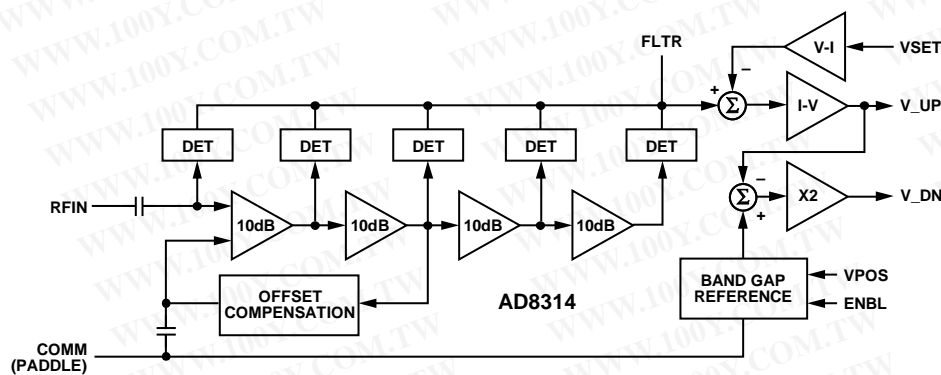 FLTR
V-I
VSET
I-V
V_UP
DET
DET
DET
DET
DET
RFIN
10dB
10dB
10dB
10dB
Σ
Σ
+
−
−
+
X2
V_DN
OFFSET
COMPENSATION
AD8314
BAND GAP
REFERENCE
VPOS
ENBL
COMM
(PADDLE)
WWW.100Y.COM.TW